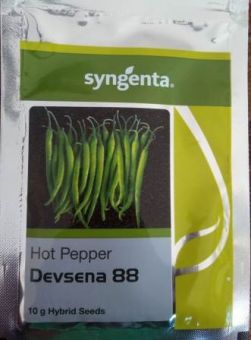 syngenta®
Hot Pepper
Devsena 88
10 g Hybrid Seeds